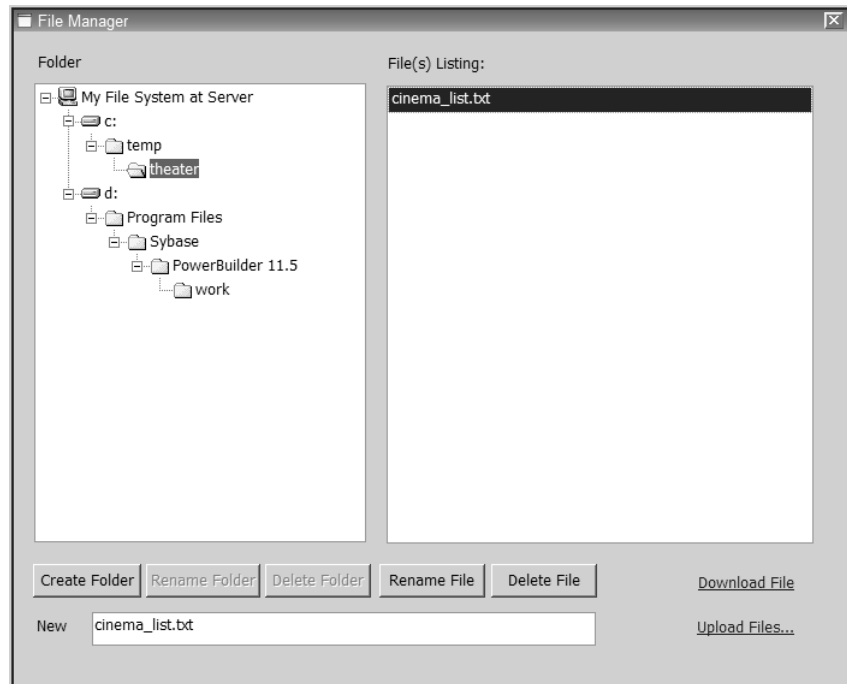 File Manager
Folder
File(s) Listing:
My File System at Server
c:
temp
theater
d:
Program Files
Sybase
PowerBuilder 11.5
work
cinema_list.txt
Create Folder
Rename Folder
Delete Folder
Rename File
Delete File
Download File
New
cinema_list.txt
Upload Files...